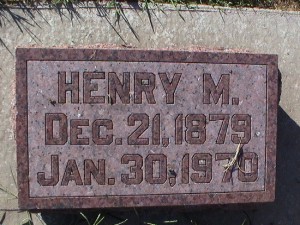 HENRY M.
DEC. 21, 1879
JAN. 30, 1970